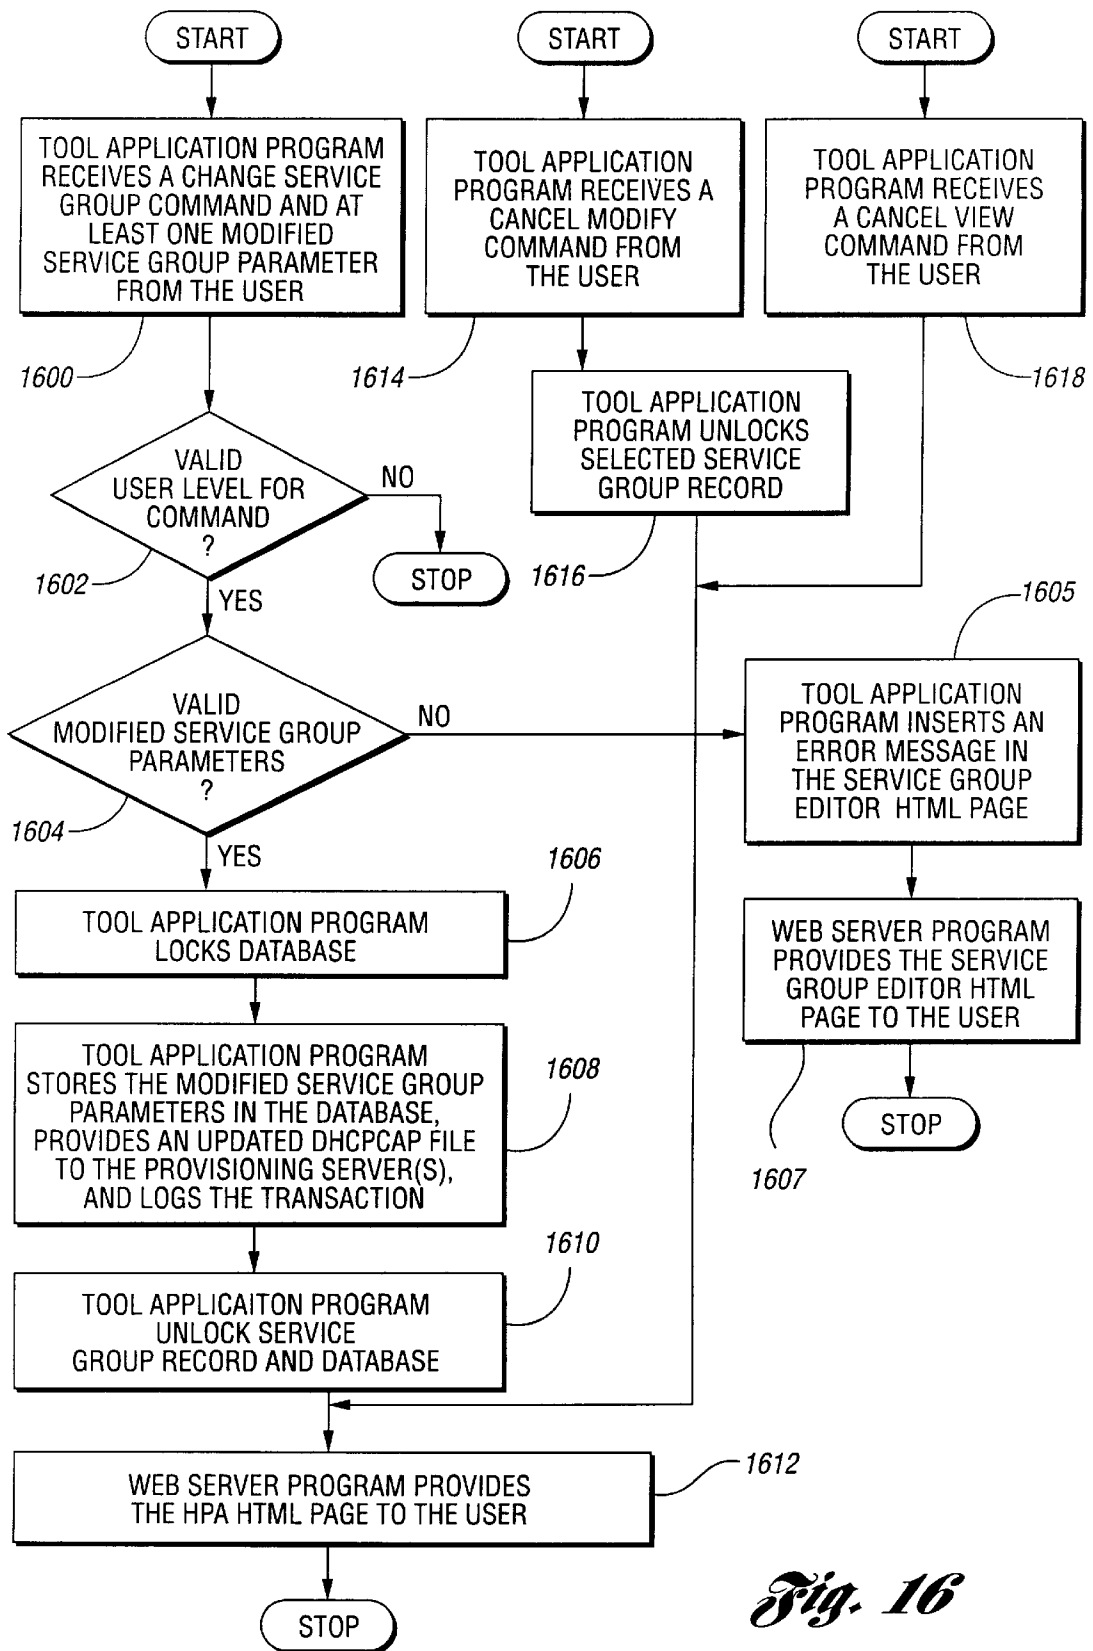 START
START
START
TOOL APPLICATION PROGRAM
RECEIVES A CHANGE SERVICE
GROUP COMMAND AND AT
LEAST ONE MODIFIED
SERVICE GROUP PARAMETER
FROM THE USER
TOOL APPLICATION
PROGRAM RECEIVES A
CANCEL MODIFY
COMMAND FROM
THE USER
TOOL APPLICATION
PROGRAM RECEIVES
A CANCEL VIEW
COMMAND FROM
THE USER
1600
1614
1618
TOOL APPLICATION
PROGRAM UNLOCKS
SELECTED SERVICE
GROUP RECORD
VALID
USER LEVEL FOR
COMMAND
?
NO
STOP
1602
1616
YES
1605
VALID
MODIFIED SERVICE GROUP
PARAMETERS
?
NO
TOOL APPLICATION
PROGRAM INSERTS AN
ERROR MESSAGE IN
THE SERVICE GROUP
EDITOR HTML PAGE
1604
YES
1606
TOOL APPLICATION PROGRAM
LOCKS DATABASE
WEB SERVER PROGRAM
PROVIDES THE SERVICE
GROUP EDITOR HTML
PAGE TO THE USER
TOOL APPLICATION PROGRAM
STORES THE MODIFIED SERVICE GROUP
PARAMETERS IN THE DATABASE,
PROVIDES AN UPDATED DHCPCAP FILE
TO THE PROVISIONING SERVER(S),
AND LOGS THE TRANSACTION
1608
STOP
1607
1610
TOOL APPLICAITON PROGRAM
UNLOCK SERVICE
GROUP RECORD AND DATABASE
WEB SERVER PROGRAM PROVIDES
THE HPA HTML PAGE TO THE USER
1612
STOP
Fig. 16